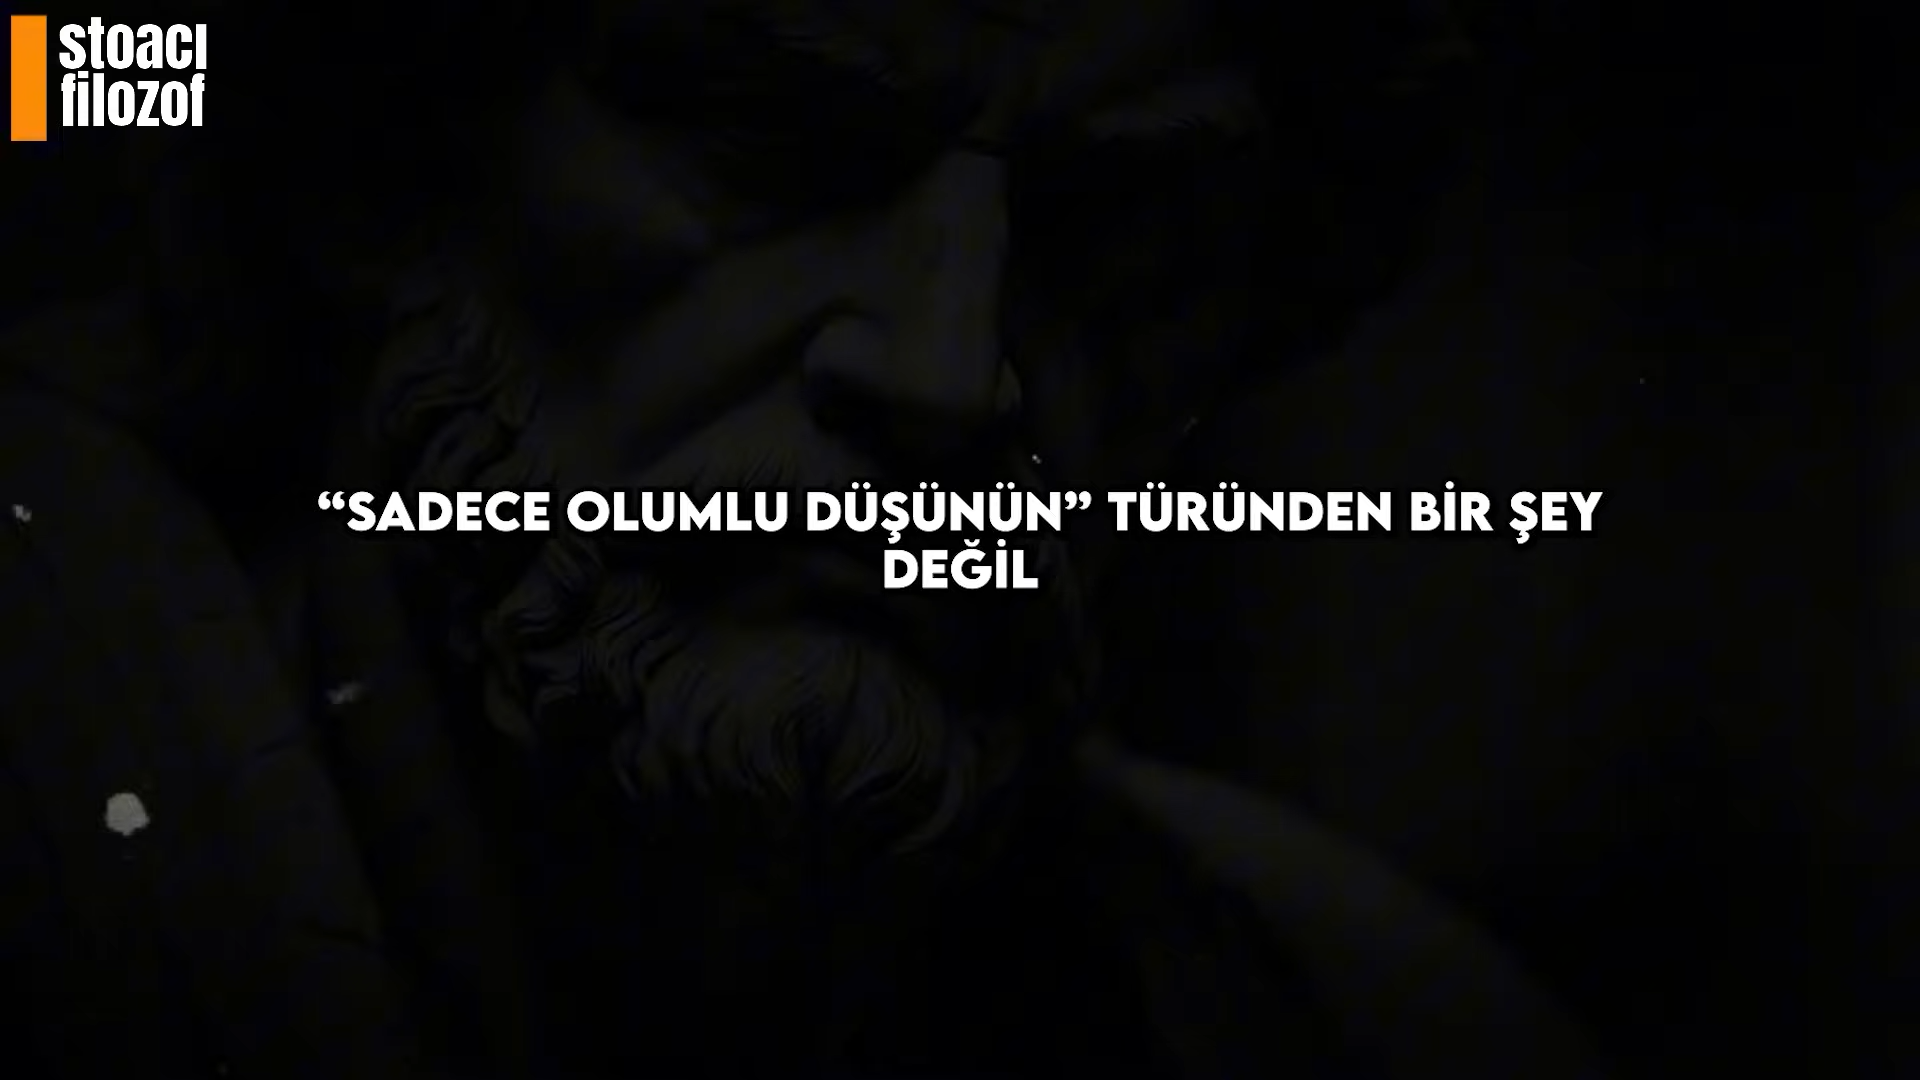 stoacı
filozof
“SADECE OLUMLU DÜŞÜNÜN” TÜRÜNDEN BİR ŞEY
DEĞİL